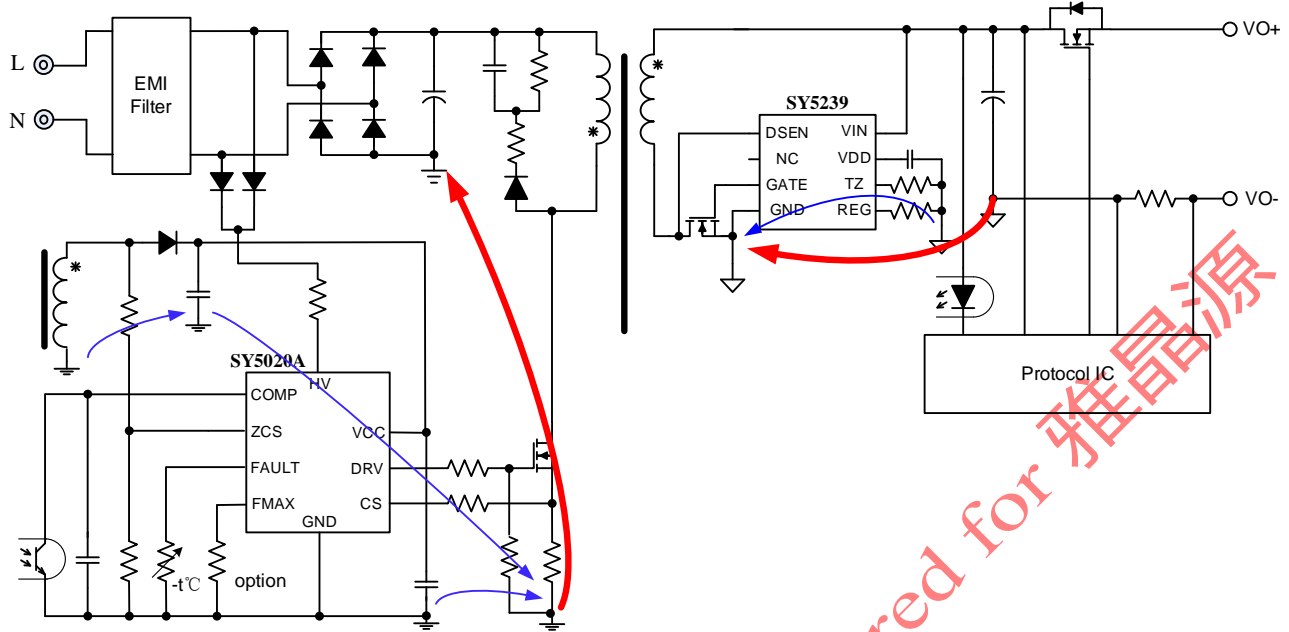 L
N
EMI
Filter
VO+
SY5239
DSEN
VIN
NC
VDD
GATE
TZ
GND
REG
VO-
Protocol IC
SY5020A
HV
COMP
ZCS
VCC
FAULT
DRV
FMAX
CS
GND
-t℃
option
red for 雅晶源